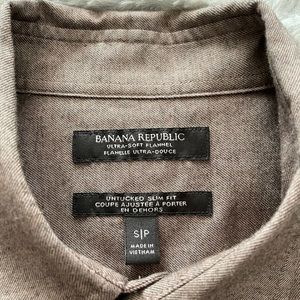 BANANA REPUBLIC
ULTRA-SOFT FLANNEL
FLANELLE ULTRA-DOUCE
UNTUCKED SLIM FIT
COUPE AJUSTÉE À PORTER
EN DEHORS
S|P
MADE IN
VIETNAM